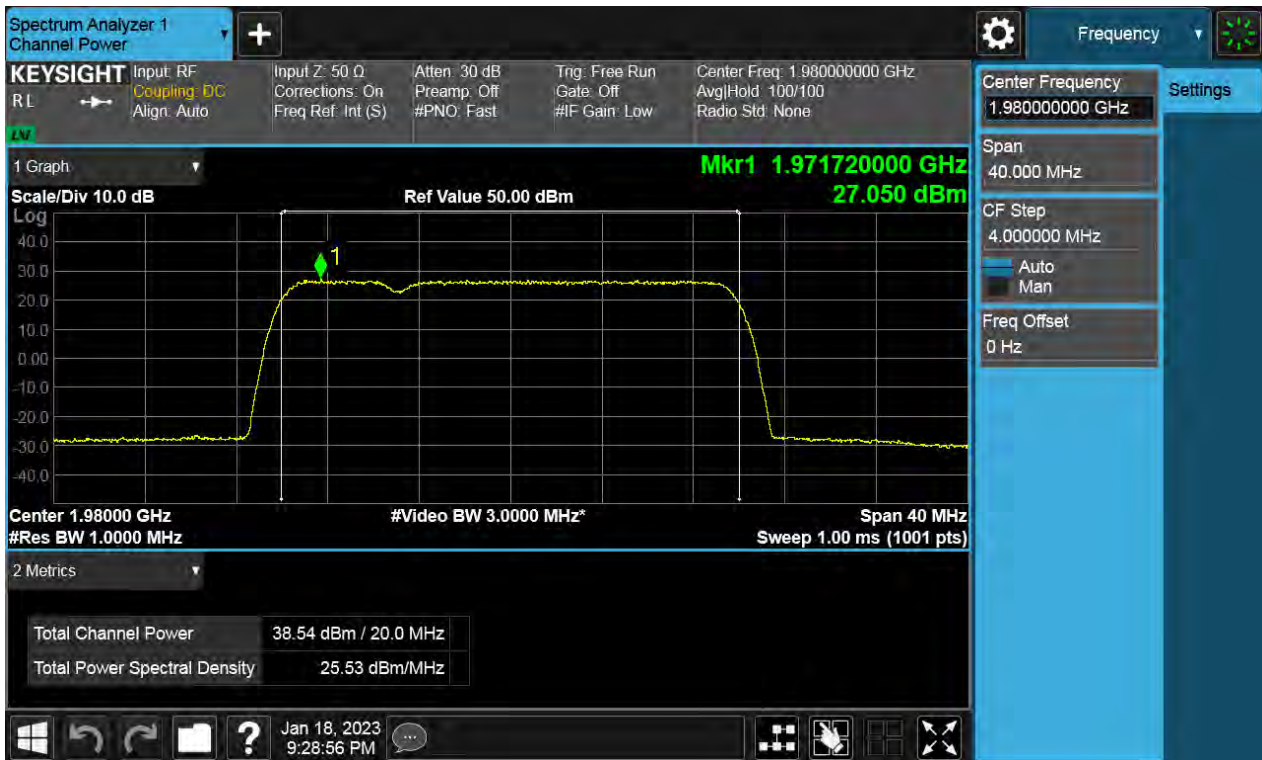 Spectrum Analyzer 1
Channel Power
Frequency
KEYSIGHT
RL
Input: RF
Coupling: DC
Align: Auto
Input Z: 50 Ω
Corrections: On
Freq Ref: Int (S)
Atten: 30 dB
Preamp: Off
#PNO: Fast
Trig: Free Run
Gate: Off
#IF Gain: Low
Center Freq: 1.980000000 GHz
Avg|Hold: 100/100
Radio Std: None
Center Frequency
1.980000000 GHz
Settings
Span
40.000 MHz
CF Step
4.000000 MHz
Auto
Man
Freq Offset
0 Hz
1 Graph
Mkr1 1.971720000 GHz
27.050 dBm
Scale/Div 10.0 dB
Ref Value 50.00 dBm
Log
40.0
30.0
20.0
10.0
0.00
-10.0
-20.0
-30.0
-40.0
1
Center 1.98000 GHz
#Video BW 3.0000 MHz*
Span 40 MHz
#Res BW 1.0000 MHz
Sweep 1.00 ms (1001 pts)
2 Metrics
Total Channel Power 38.54 dBm / 20.0 MHz
Total Power Spectral Density 25.53 dBm/MHz
?
Jan 18, 2023
9:28:56 PM